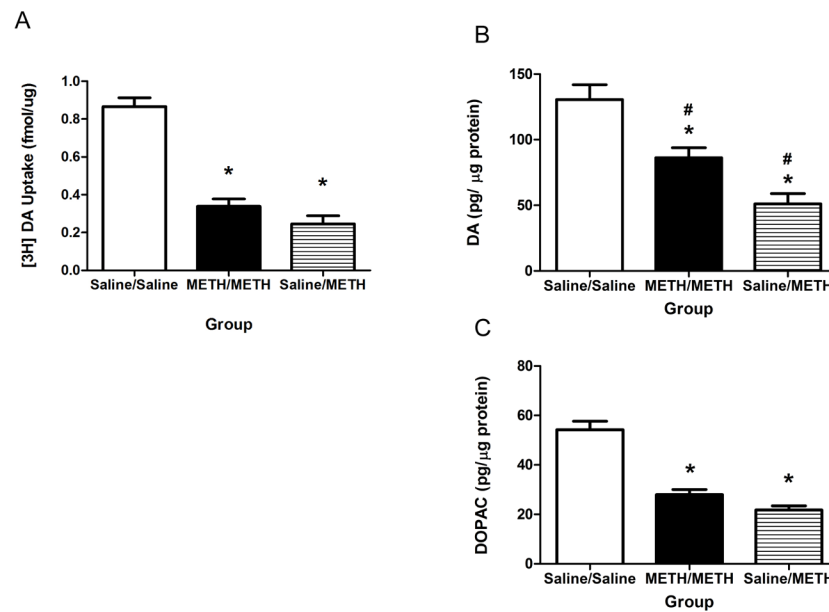 A
[3H] DA Uptake (fmol/ug)
1.0
0.8
0.6
0.4
0.2
0.0
*
*
Saline/Saline METH/METH Saline/METH
Group
B
DA (pg/ μg protein)
150
100
50
0
#
*
#
*
Saline/Saline METH/METH Saline/METH
Group
C
DOPAC (pg/μg protein)
80
60
40
20
0
*
*
Saline/Saline METH/METH Saline/METH
Group